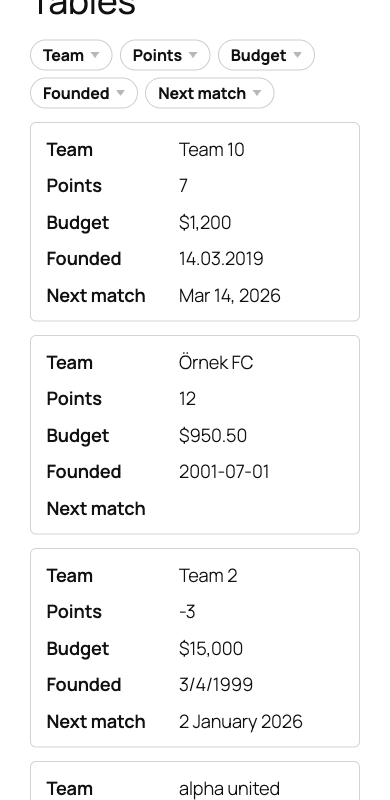 Tables
Team
Points
Budget
Founded
Next match
Team Team 10
Points 7
Budget $1,200
Founded 14.03.2019
Next match Mar 14, 2026
Team Örnek FC
Points 12
Budget $950.50
Founded 2001-07-01
Next match
Team Team 2
Points -3
Budget $15,000
Founded 3/4/1999
Next match 2 January 2026
Team alpha united